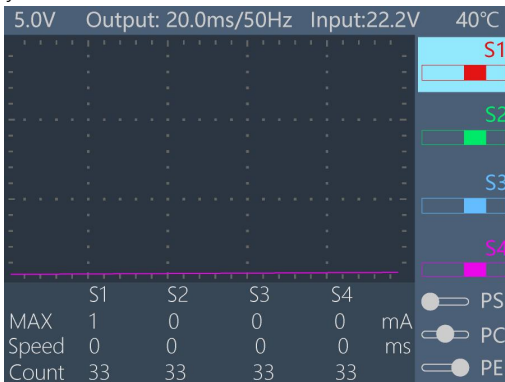 5.0V Output: 20.0ms/50Hz Input:22.2V 40℃
S1
S2
S3
S4
S1 S2 S3 S4
MAX 1 0 0 0 mA
Speed 0 0 0 0 ms
Count 33 33 33 33
PS
PC
PE